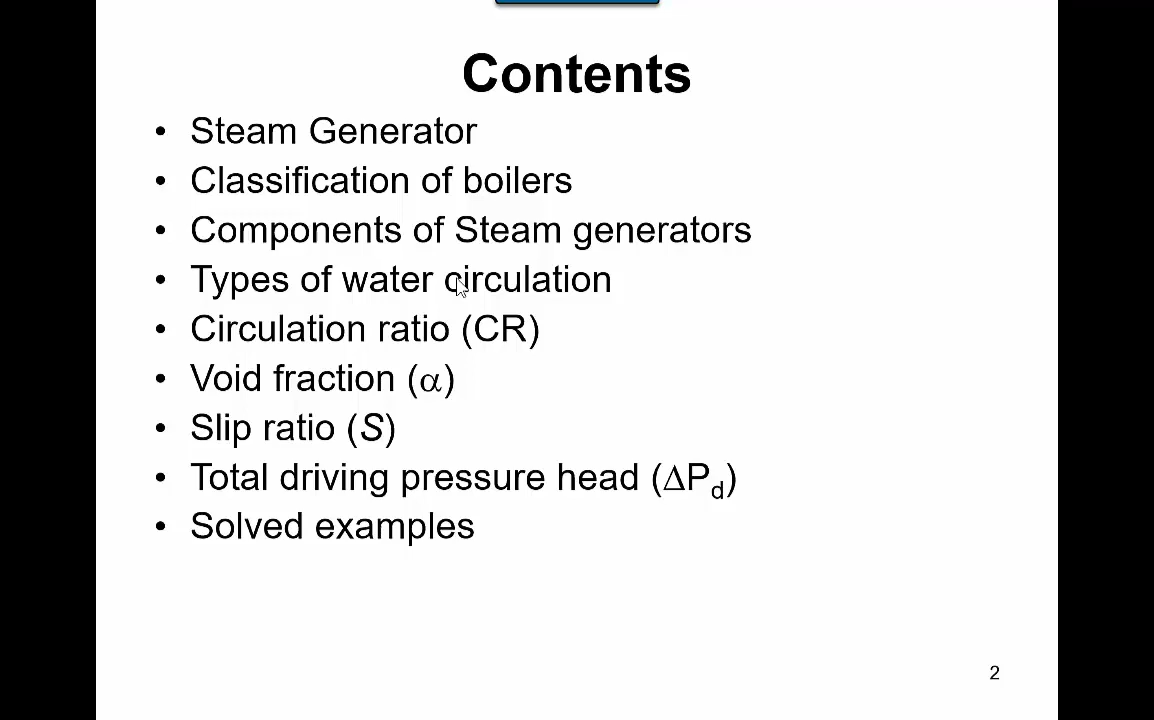 Contents
• Steam Generator
• Classification of boilers
• Components of Steam generators
• Types of water circulation
• Circulation ratio (CR)
• Void fraction (α)
• Slip ratio (S)
• Total driving pressure head (ΔPd)
• Solved examples
2